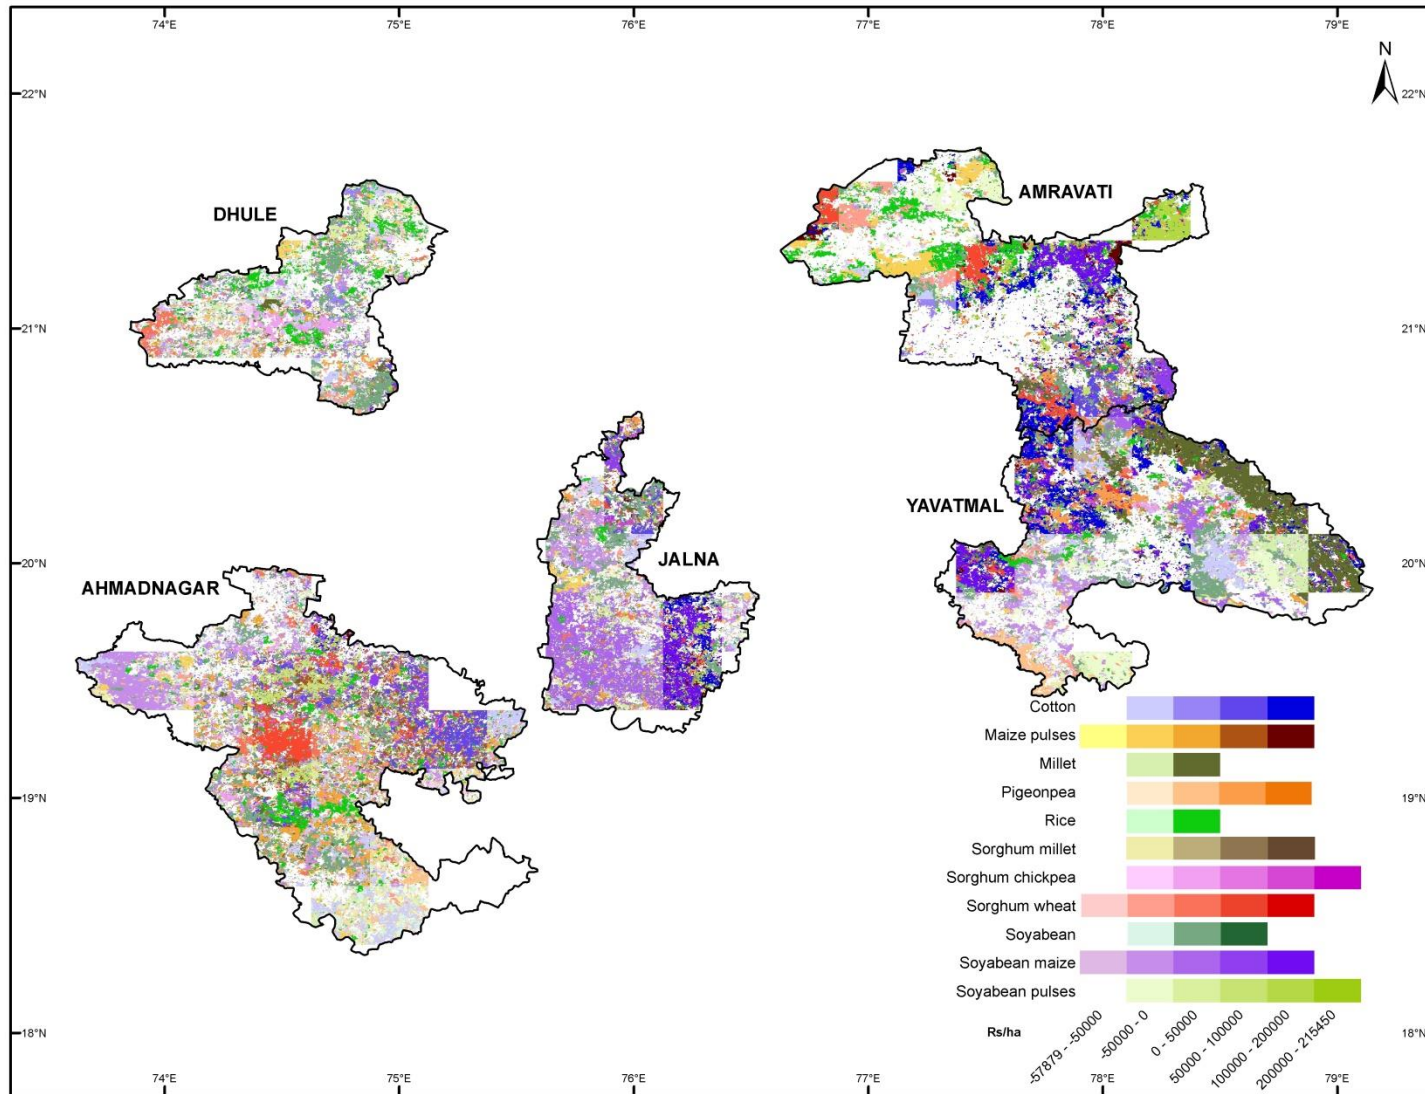 74°E 75°E 76°E 77°E 78°E 79°E
N
22°N 22°N
AMRAVATI
DHULE
21°N 21°N
YAVATMAL
20°N 20°N
JALNA
AHMADNAGAR
Cotton
Maize pulses
Millet
19°N 19°N
Pigeonpea
Rice
Sorghum millet
Sorghum chickpea
Sorghum wheat
Soyabean
Soyabean maize
Soyabean pulses
18°N 18°N
Rs/ha
-57879 - -50000
-50000 - 0
0 - 50000
50000 - 100000
100000 - 200000
200000 - 215450
74°E 75°E 76°E 77°E 78°E 79°E